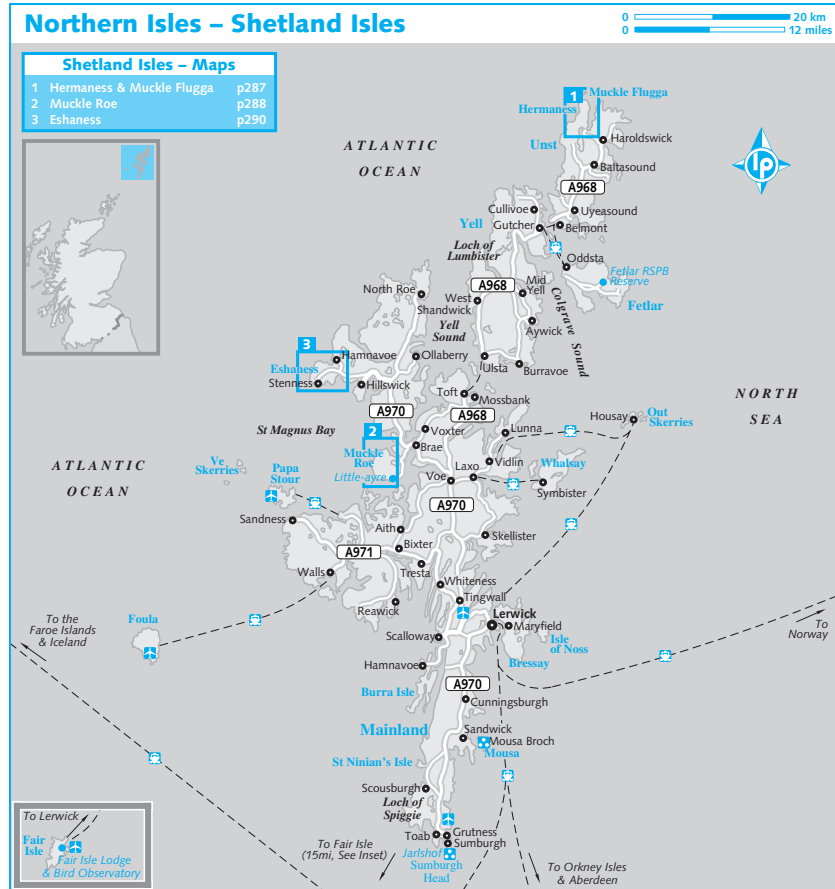 Northern Isles – Shetland Isles
0 20 km
0 12 miles
Shetland Isles – Maps
1 Hermaness & Muckle Flugga p287
2 Muckle Roe p288
3 Eshaness p290
1
Muckle Flugga
Hermaness
Haroldswick
Unst
ATLANTIC
OCEAN
lp
Baltasound
A968
Cullivoe
Uyeasound
Yell
Gutcher
Belmont
Loch of
Lumbister
Oddsta
Fetlar RSPB
Reserve
A968
North Roe
Mid
Yell
West
Shandwick
Fetlar
Colgrave Sound
Yell
Sound
Aywick
3
Hamnavoe
Ollaberry
Eshaness
Ulsta
Burravoe
Stenness
Hillswick
Toft
Mossbank
NORTH
SEA
A970
A968
Out
Skerries
Housay
2
Voxter
Lunna
St Magnus Bay
Brae
Muckle
Roe
Vidlin
Whalsay
Ve
Skerries
Papa
Stour
Laxo
ATLANTIC
OCEAN
Little-ayre
Voe
Symbister
A970
Sandness
Aith
Skellister
Bixter
A971
Walls
Tresta
Whiteness
Tingwall
Reawick
Lerwick
Foula
To the
Faroe Islands
& Iceland
Maryfield
To
Norway
Scalloway
Isle
of Noss
Bressay
Hamnavoe
A970
Burra Isle
Cunningsburgh
Mainland
Sandwick
Mousa Broch
Mousa
St Ninian's Isle
Scousburgh
Loch of
Spiggie
To Lerwick
Toab
Grutness
Sumburgh
Fair
Isle
To Fair Isle
(15mi, See Inset)
Jarlshof
Sumburgh
Head
Fair Isle Lodge
& Bird Observatory
To Orkney Isles
& Aberdeen